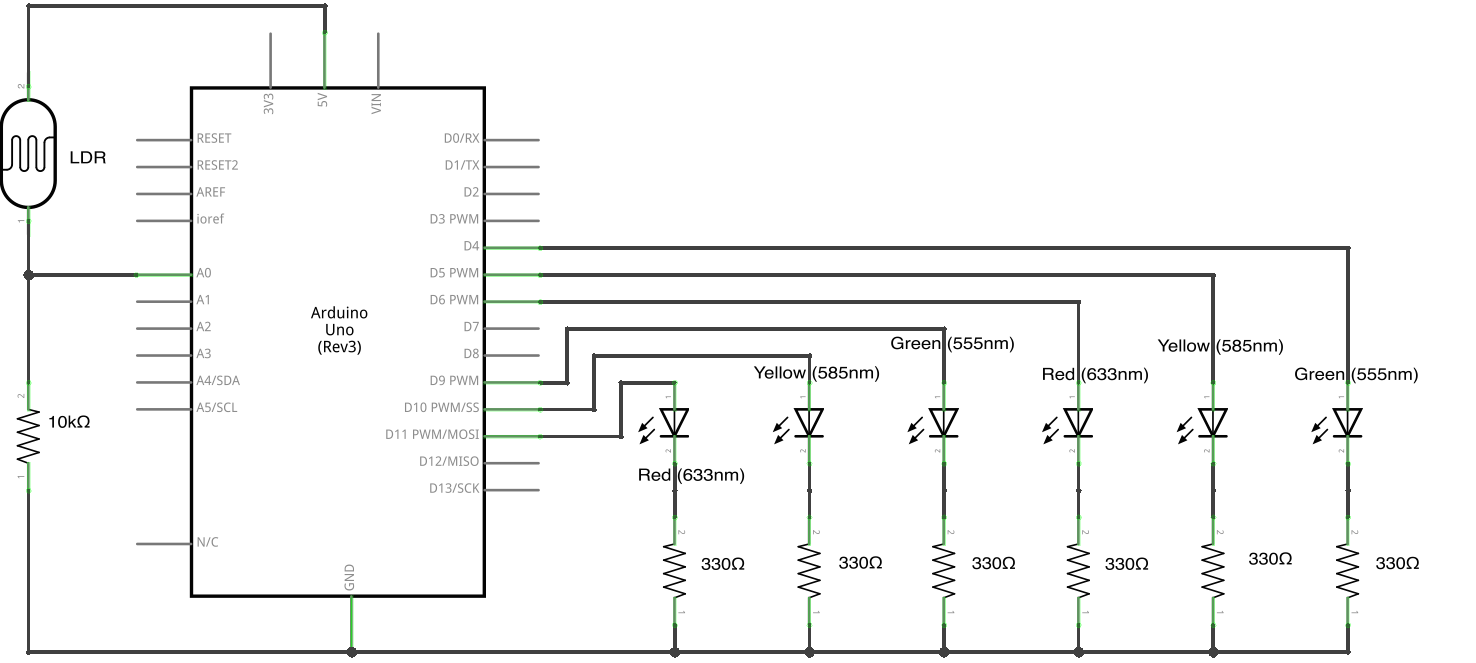 3V3
5V
VIN
LDR
2
1
RESET
RESET2
AREF
ioref
A0
A1
A2
A3
A4/SDA
A5/SCL
N/C
GND
Arduino
Uno
(Rev3)
D0/RX
D1/TX
D2
D3 PWM
D4
D5 PWM
D6 PWM
D7
D8
D9 PWM
D10 PWM/SS
D11 PWM/MOSI
D12/MISO
D13/SCK
2
10kΩ
1
Red (633nm)
Yellow (585nm)
Green (555nm)
Red (633nm)
Yellow (585nm)
Green (555nm)
1
1
1
1
1
1
2
2
2
2
2
2
2
2
2
2
2
2
330Ω
330Ω
330Ω
330Ω
330Ω
330Ω
1
1
1
1
1
1